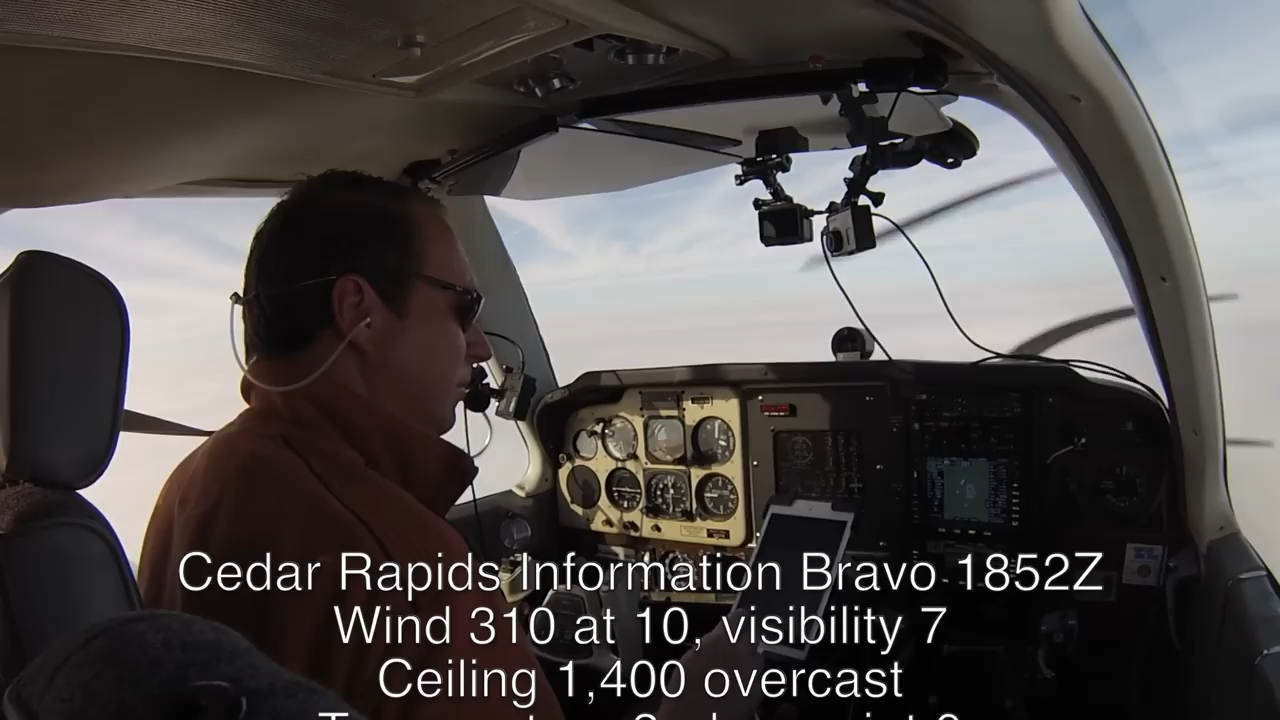 Cedar Rapids Information Bravo 1852Z
Wind 310 at 10, visibility 7
Ceiling 1,400 overcast